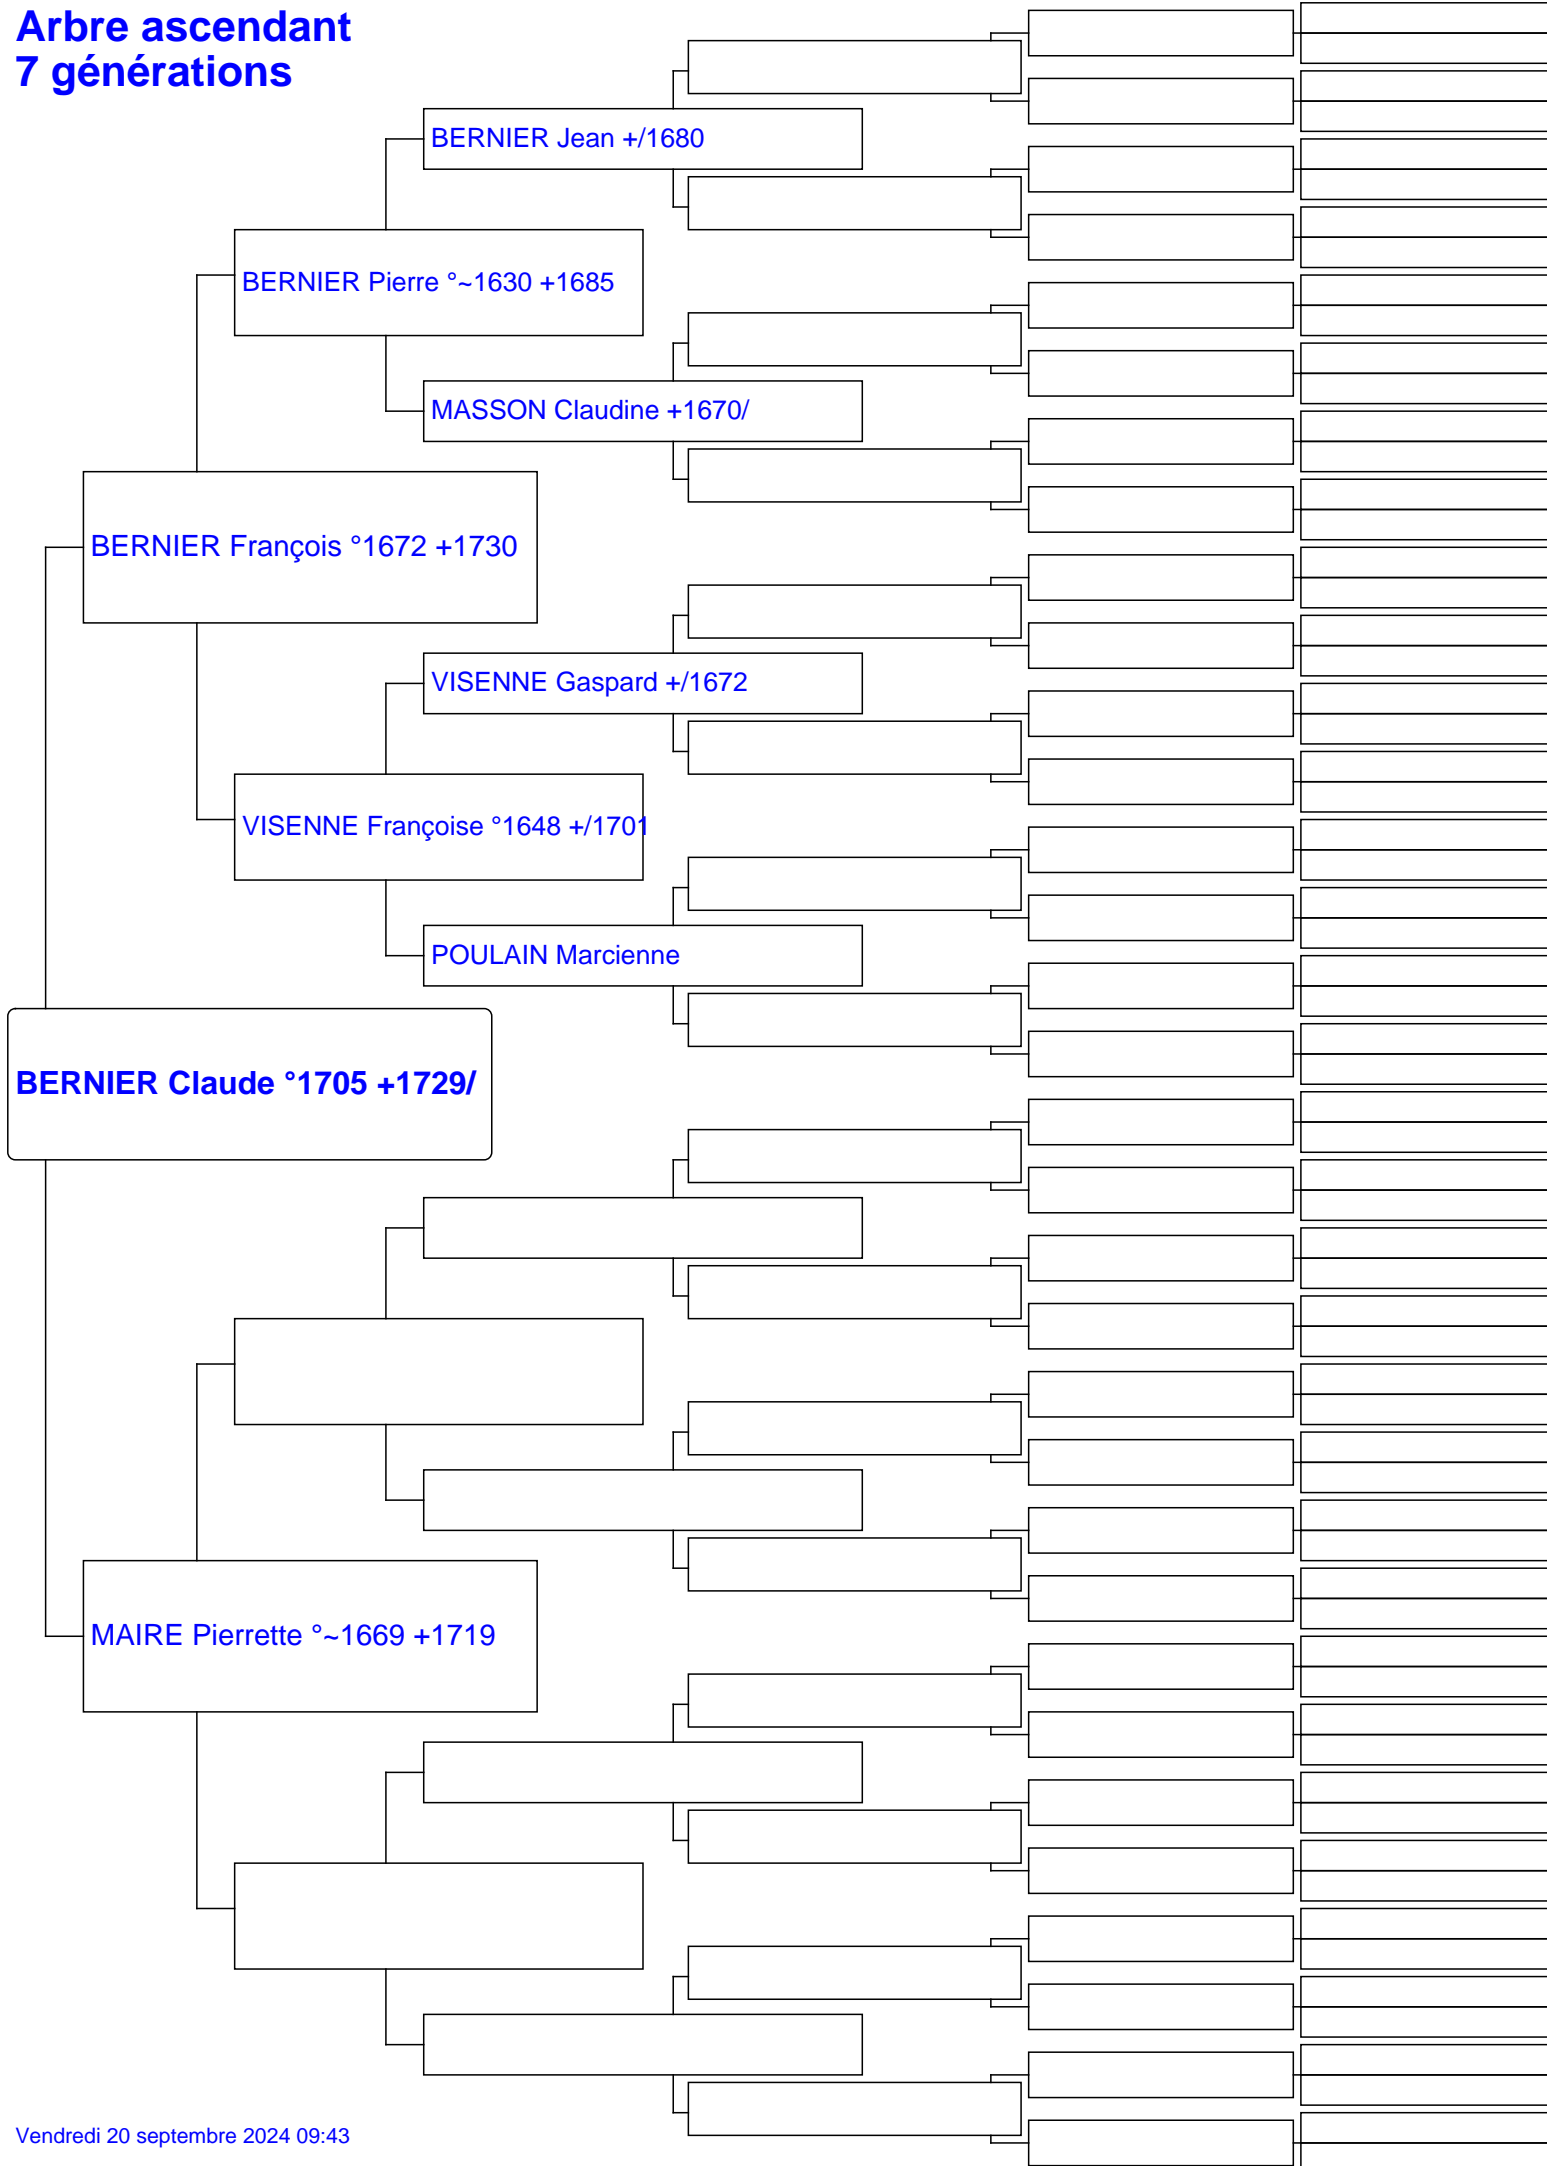 Arbre ascendant
7 générations
BERNIER Jean +/1680
BERNIER Pierre °~1630 +1685
MASSON Claudine +1670/
BERNIER François °1672 +1730
VISENNE Gaspard +/1672
VISENNE Françoise °1648 +/1701
POULAIN Marcienne
BERNIER Claude °1705 +1729/
MAIRE Pierrette °~1669 +1719
Vendredi 20 septembre 2024 09:43